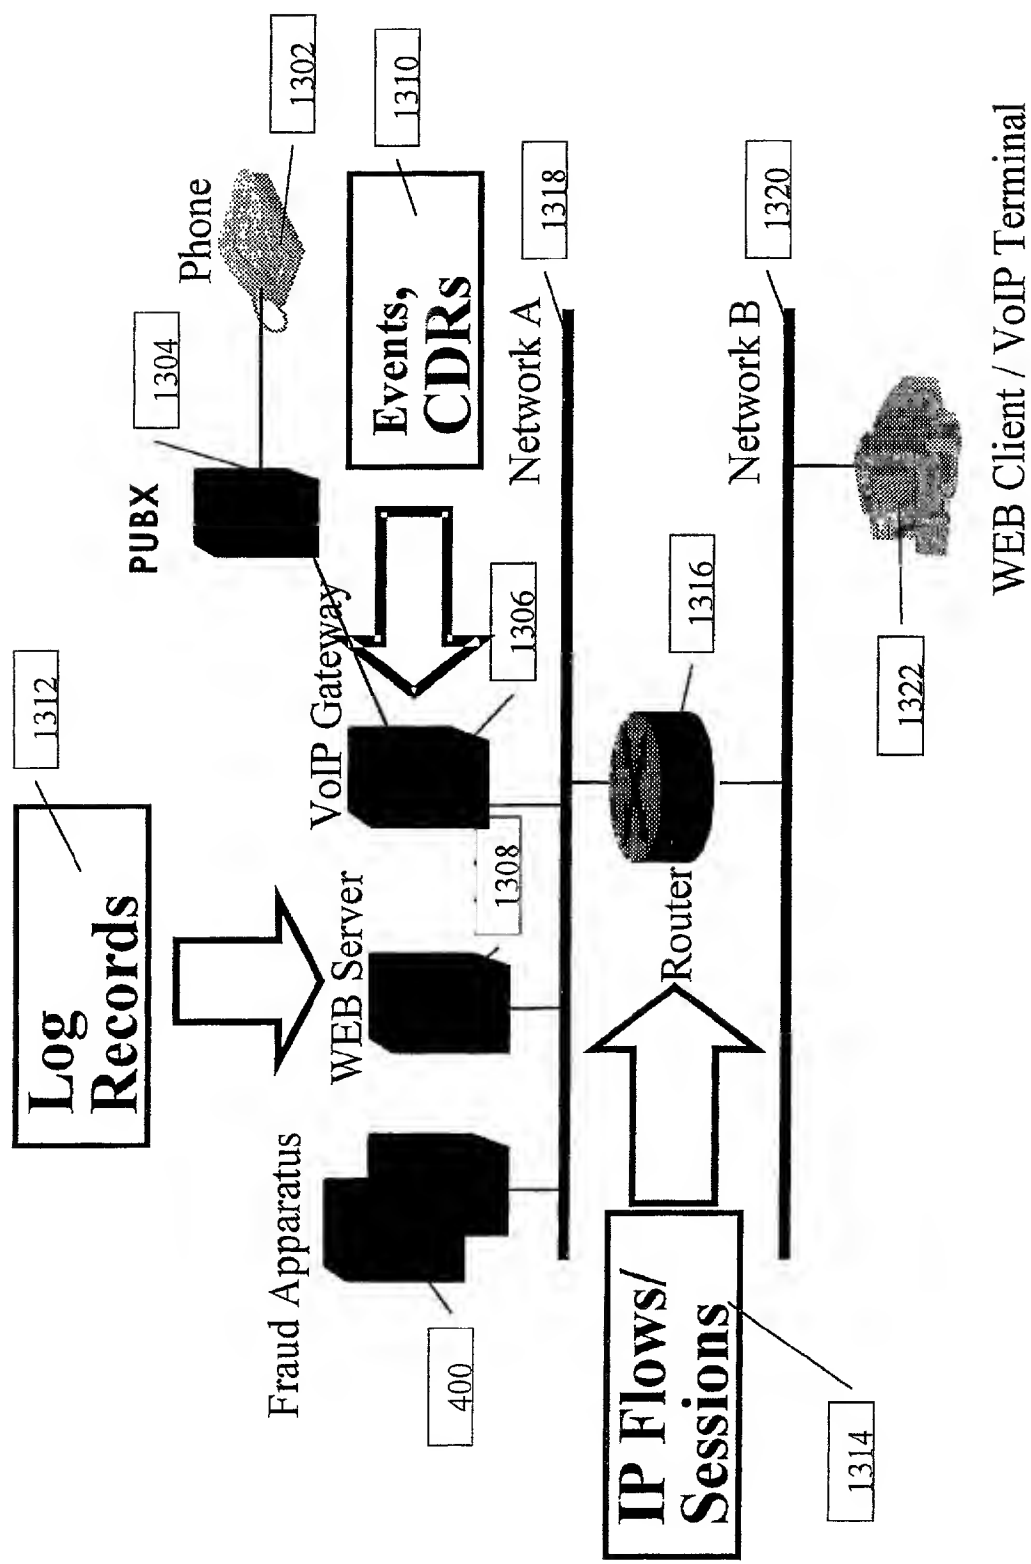 1312
Log
Records
PUBX
1304
Phone
1302
Fraud Apparatus
WEB Server
VoIP Gateway
Events,
CDRs
1310
400
1308
1306
Network A
1318
IP Flows/
Sessions
Router
1316
Network B
1320
1314
1322
WEB Client / VoIP Terminal